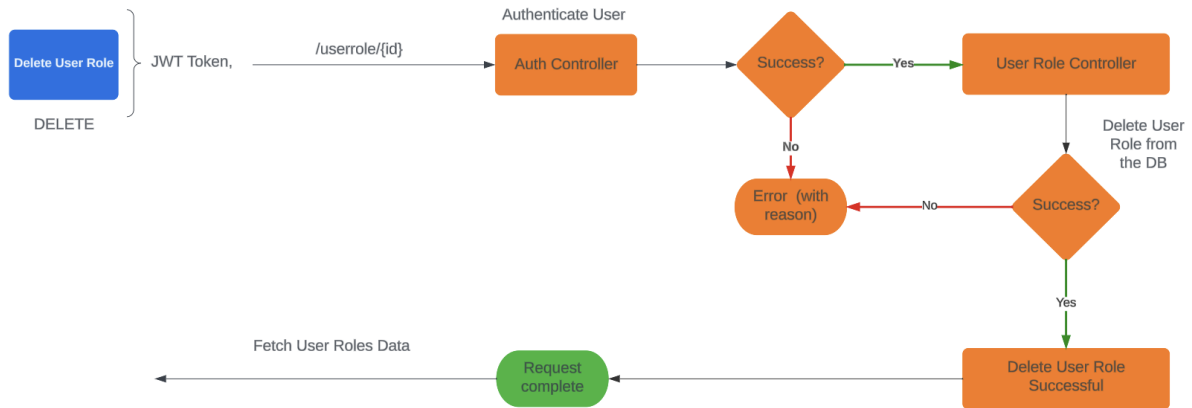 Authenticate User
Delete User Role
JWT Token,
/userrole/{id}
Auth Controller
Success?
Yes
User Role Controller
DELETE
No
Delete User
Role from
the DB
Error (with
reason)
No
Success?
Yes
Fetch User Roles Data
Request
complete
Delete User Role
Successful